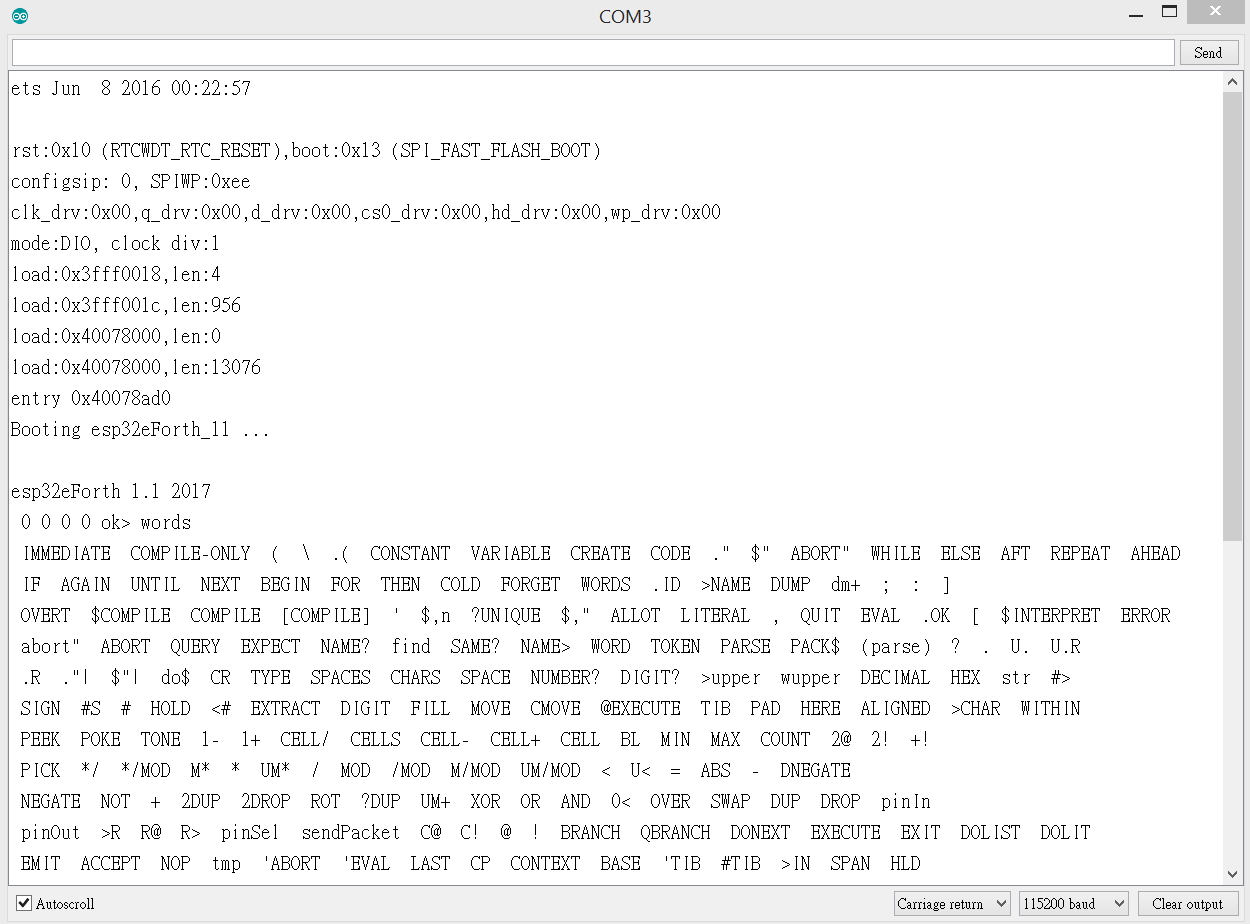 COM3
Send
ets Jun  8 2016 00:22:57
rst:0x10 (RTCWDT_RTC_RESET),boot:0x13 (SPI_FAST_FLASH_BOOT)
configsip: 0, SPIWP:0xee
clk_drv:0x00,q_drv:0x00,d_drv:0x00,cs0_drv:0x00,hd_drv:0x00,wp_drv:0x00
mode:DIO, clock div:1
load:0x3fff0018,len:4
load:0x3fff001c,len:956
load:0x40078000,len:0
load:0x40078000,len:13076
entry 0x40078ad0
Booting esp32eForth_11 ...
esp32eForth 1.1 2017
0 0 0 0 ok> words
IMMEDIATE  COMPILE-ONLY  (  \  .(  CONSTANT  VARIABLE  CREATE  CODE  ."  $"  ABORT"  WHILE  ELSE  AFT  REPEAT  AHEAD
IF  AGAIN  UNTIL  NEXT  BEGIN  FOR  THEN  COLD  FORGET  WORDS  .ID  >NAME  DUMP  dm+  ;  :  ]
OVERT  $COMPILE  COMPILE  [COMPILE]  '  $,n  ?UNIQUE  $,"  ALLOT  LITERAL  ,  QUIT  EVAL  .OK  [  $INTERPRET  ERROR
abort"  ABORT  QUERY  EXPECT  NAME?  find  SAME?  NAME>  WORD  TOKEN  PARSE  PACK$  (parse)  ?  .  U.  U.R
.R  ."|  $"|  do$  CR  TYPE  SPACES  CHARS  SPACE  NUMBER?  DIGIT?  >upper  wupper  DECIMAL  HEX  str  #>
SIGN  #S  #  HOLD  <#  EXTRACT  DIGIT  FILL  MOVE  CMOVE  @EXECUTE  TIB  PAD  HERE  ALIGNED  >CHAR  WITHIN
PEEK  POKE  TONE  1-  1+  CELL/  CELLS  CELL-  CELL+  CELL  BL  MIN  MAX  COUNT  2@  2!  +!
PICK  */  */MOD  M*  *  UM*  /  MOD  /MOD  M/MOD  UM/MOD  <  U<  =  ABS  -  DNEGATE
NEGATE  NOT  +  2DUP  2DROP  ROT  ?DUP  UM+  XOR  OR  AND  0<  OVER  SWAP  DUP  DROP  pinIn
pinOut  >R  R@  R>  pinSel  sendPacket  C@  C!  @  !  BRANCH  QBRANCH  DONEXT  EXECUTE  EXIT  DOLIST  DOLIT
EMIT  ACCEPT  NOP  tmp  'ABORT  'EVAL  LAST  CP  CONTEXT  BASE  'TIB  #TIB  >IN  SPAN  HLD
Autoscroll
Carriage return
115200 baud
Clear output